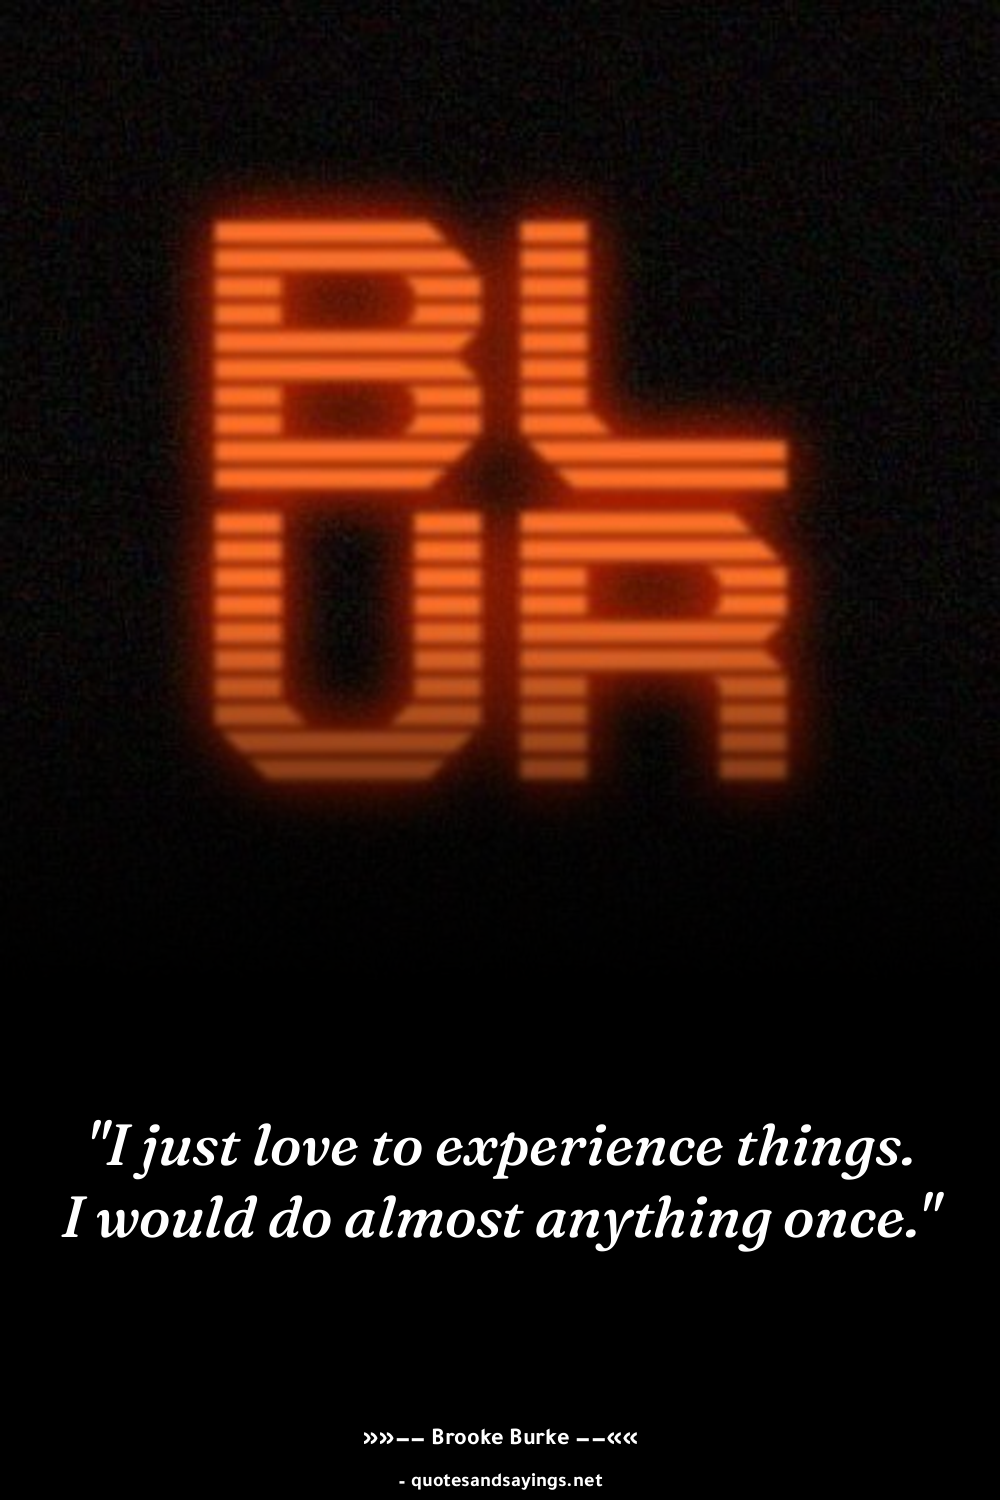 BL
UR
"I just love to experience things.
I would do almost anything once."
»»–– Brooke Burke ––««
- quotesandsayings.net